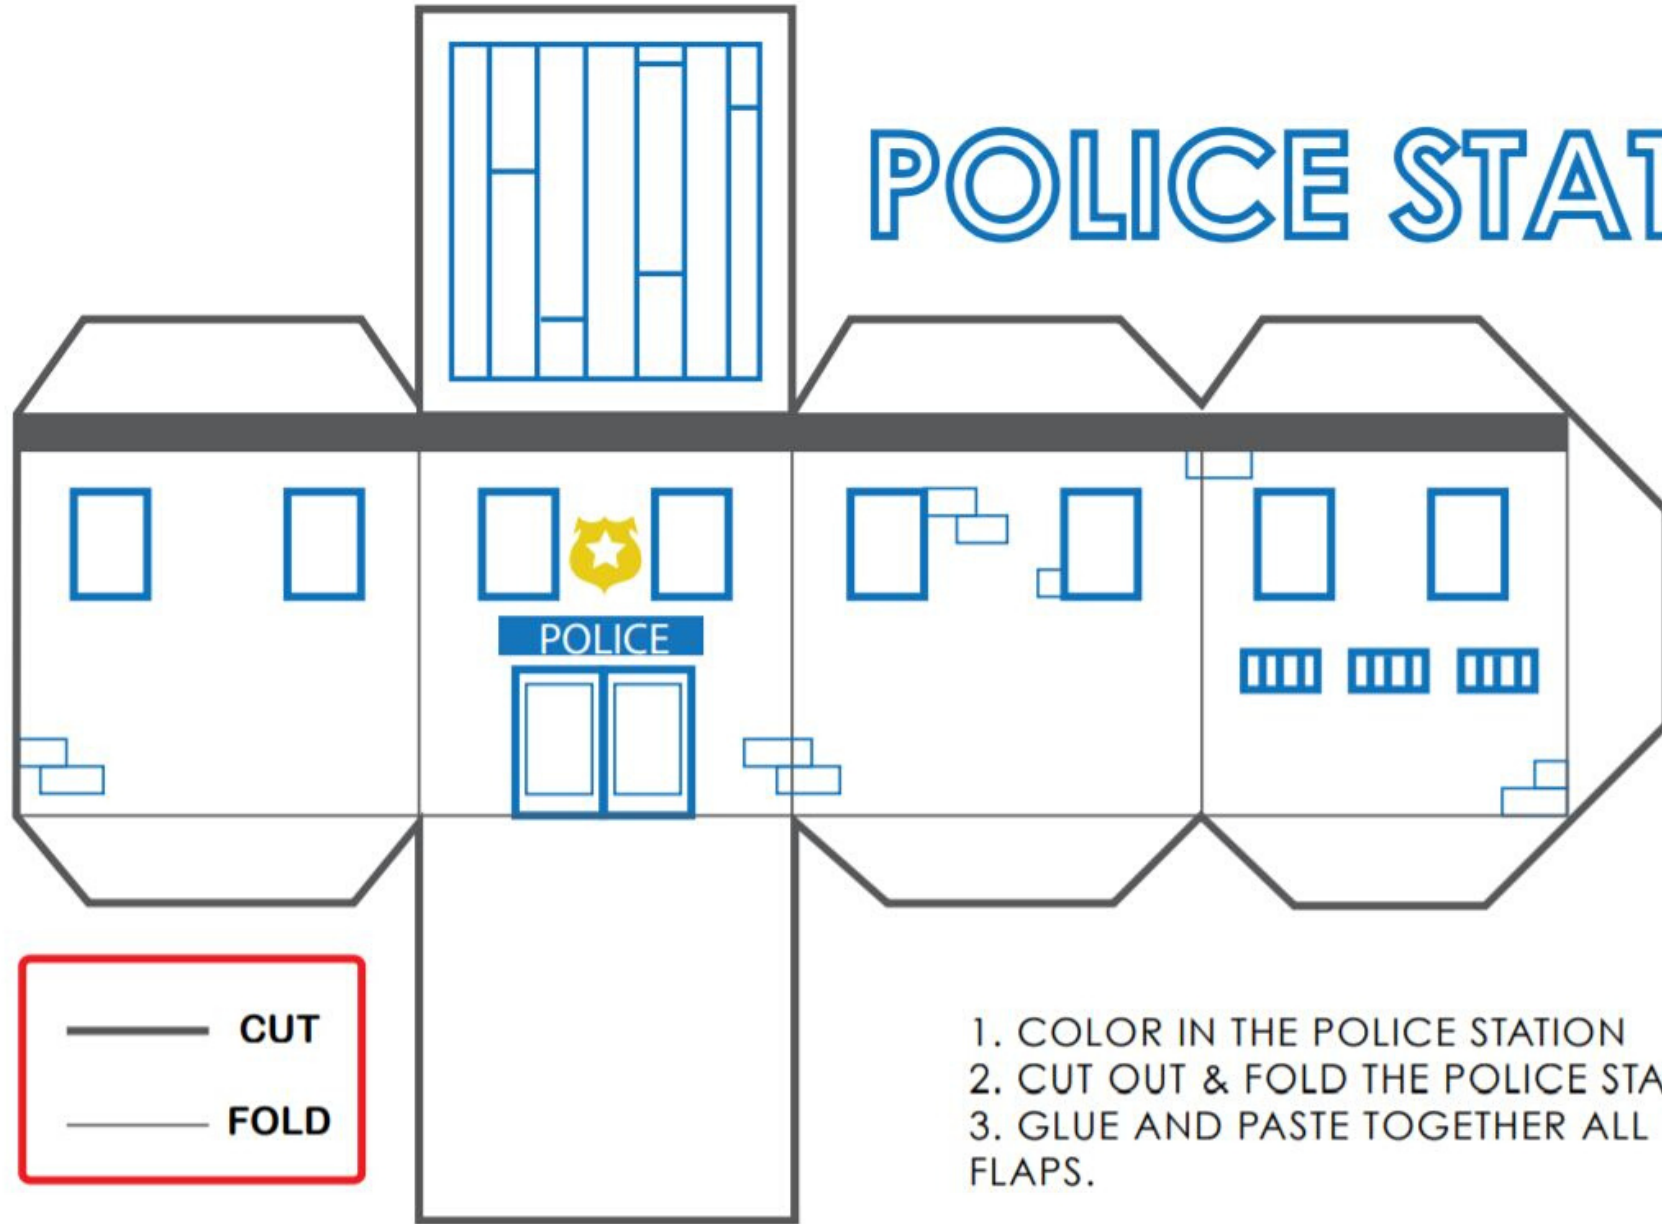 POLICE STAT
POLICE
CUT
FOLD
1. COLOR IN THE POLICE STATION
2. CUT OUT & FOLD THE POLICE STA
3. GLUE AND PASTE TOGETHER ALL
FLAPS.